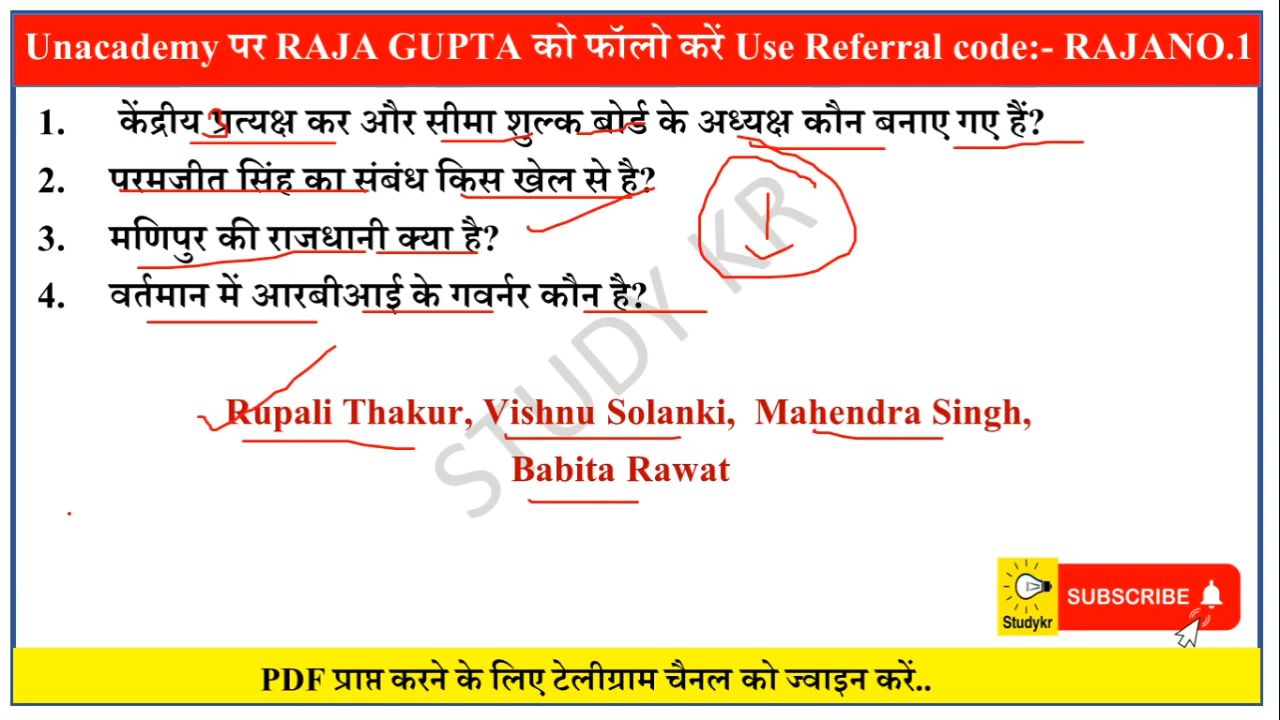 Unacademy पर RAJA GUPTA को फॉलो करें Use Referral code:- RAJANO.1
1. केंद्रीय प्रत्यक्ष कर और सीमा शुल्क बोर्ड के अध्यक्ष कौन बनाए गए हैं?
2. परमजीत सिंह का संबंध किस खेल से है?
3. मणिपुर की राजधानी क्या है?
4. वर्तमान में आरबीआई के गवर्नर कौन है?
STUDY KR
Rupali Thakur, Vishnu Solanki, Mahendra Singh,
Babita Rawat
SUBSCRIBE
Studykr
PDF प्राप्त करने के लिए टेलीग्राम चैनल को ज्वाइन करें..